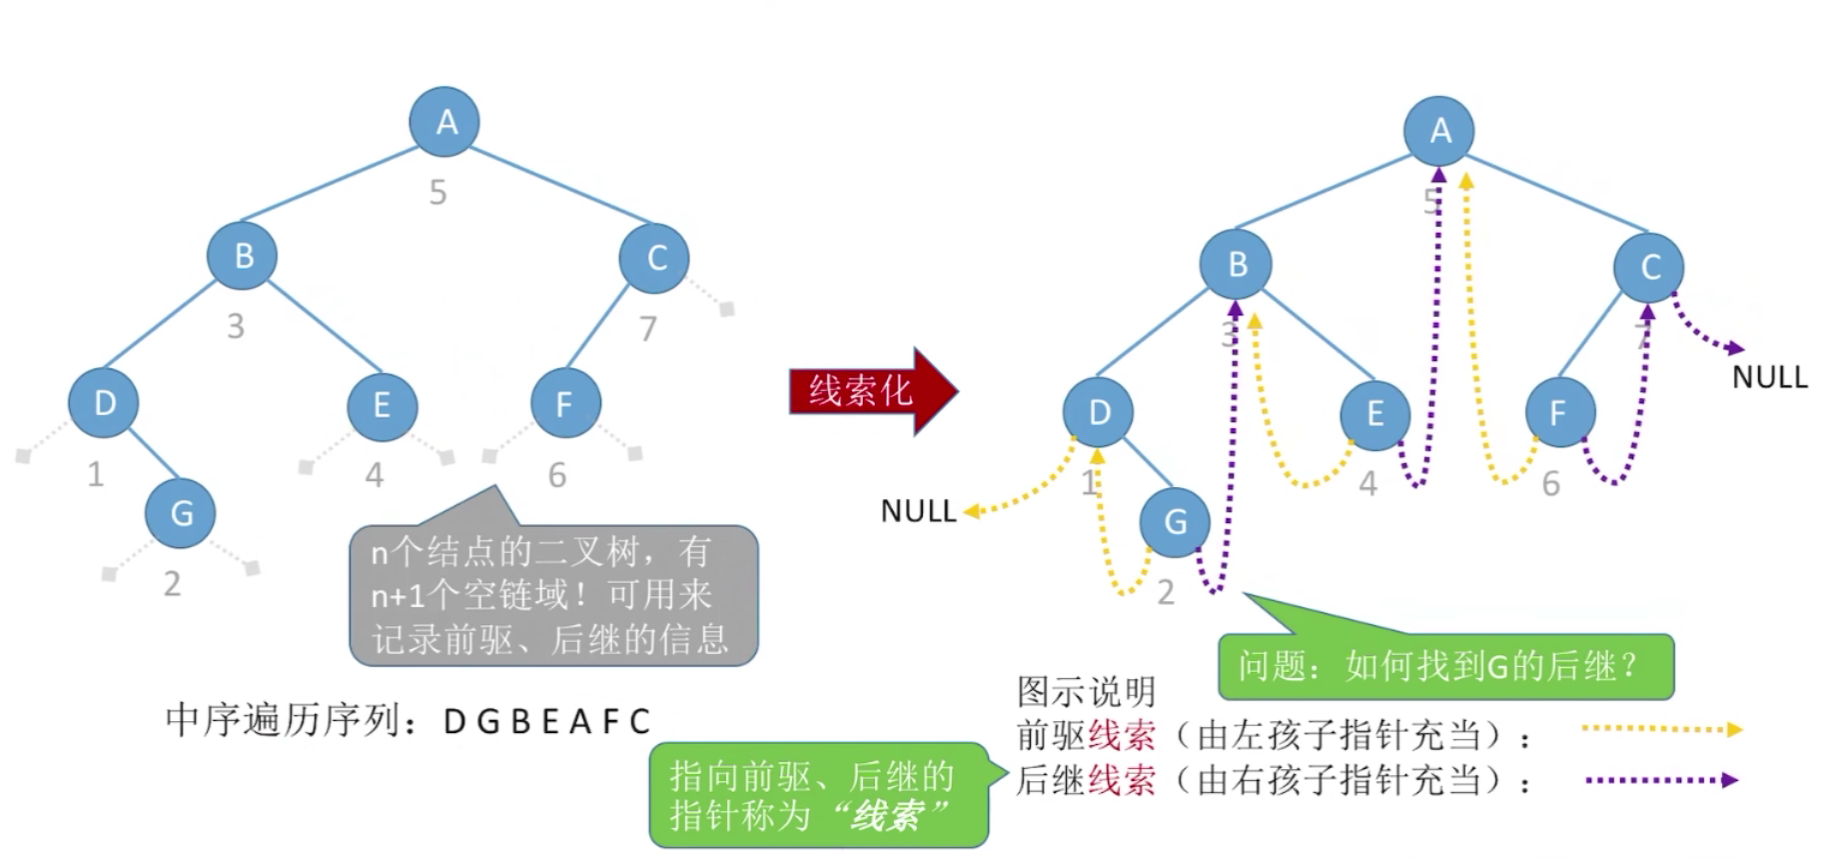 A
5
B
C
3
7
D
E
F
1
4
6
G
2
n个结点的二叉树，有
n+1个空链域！可用来
记录前驱、后继的信息
中序遍历序列：D G B E A F C
线索化
A
5
B
C
3
7
NULL
D
E
F
1
4
6
NULL
G
2
问题：如何找到G的后继？
图示说明
前驱线索（由左孩子指针充当）：
后继线索（由右孩子指针充当）：
指向前驱、后继的
指针称为“线索”